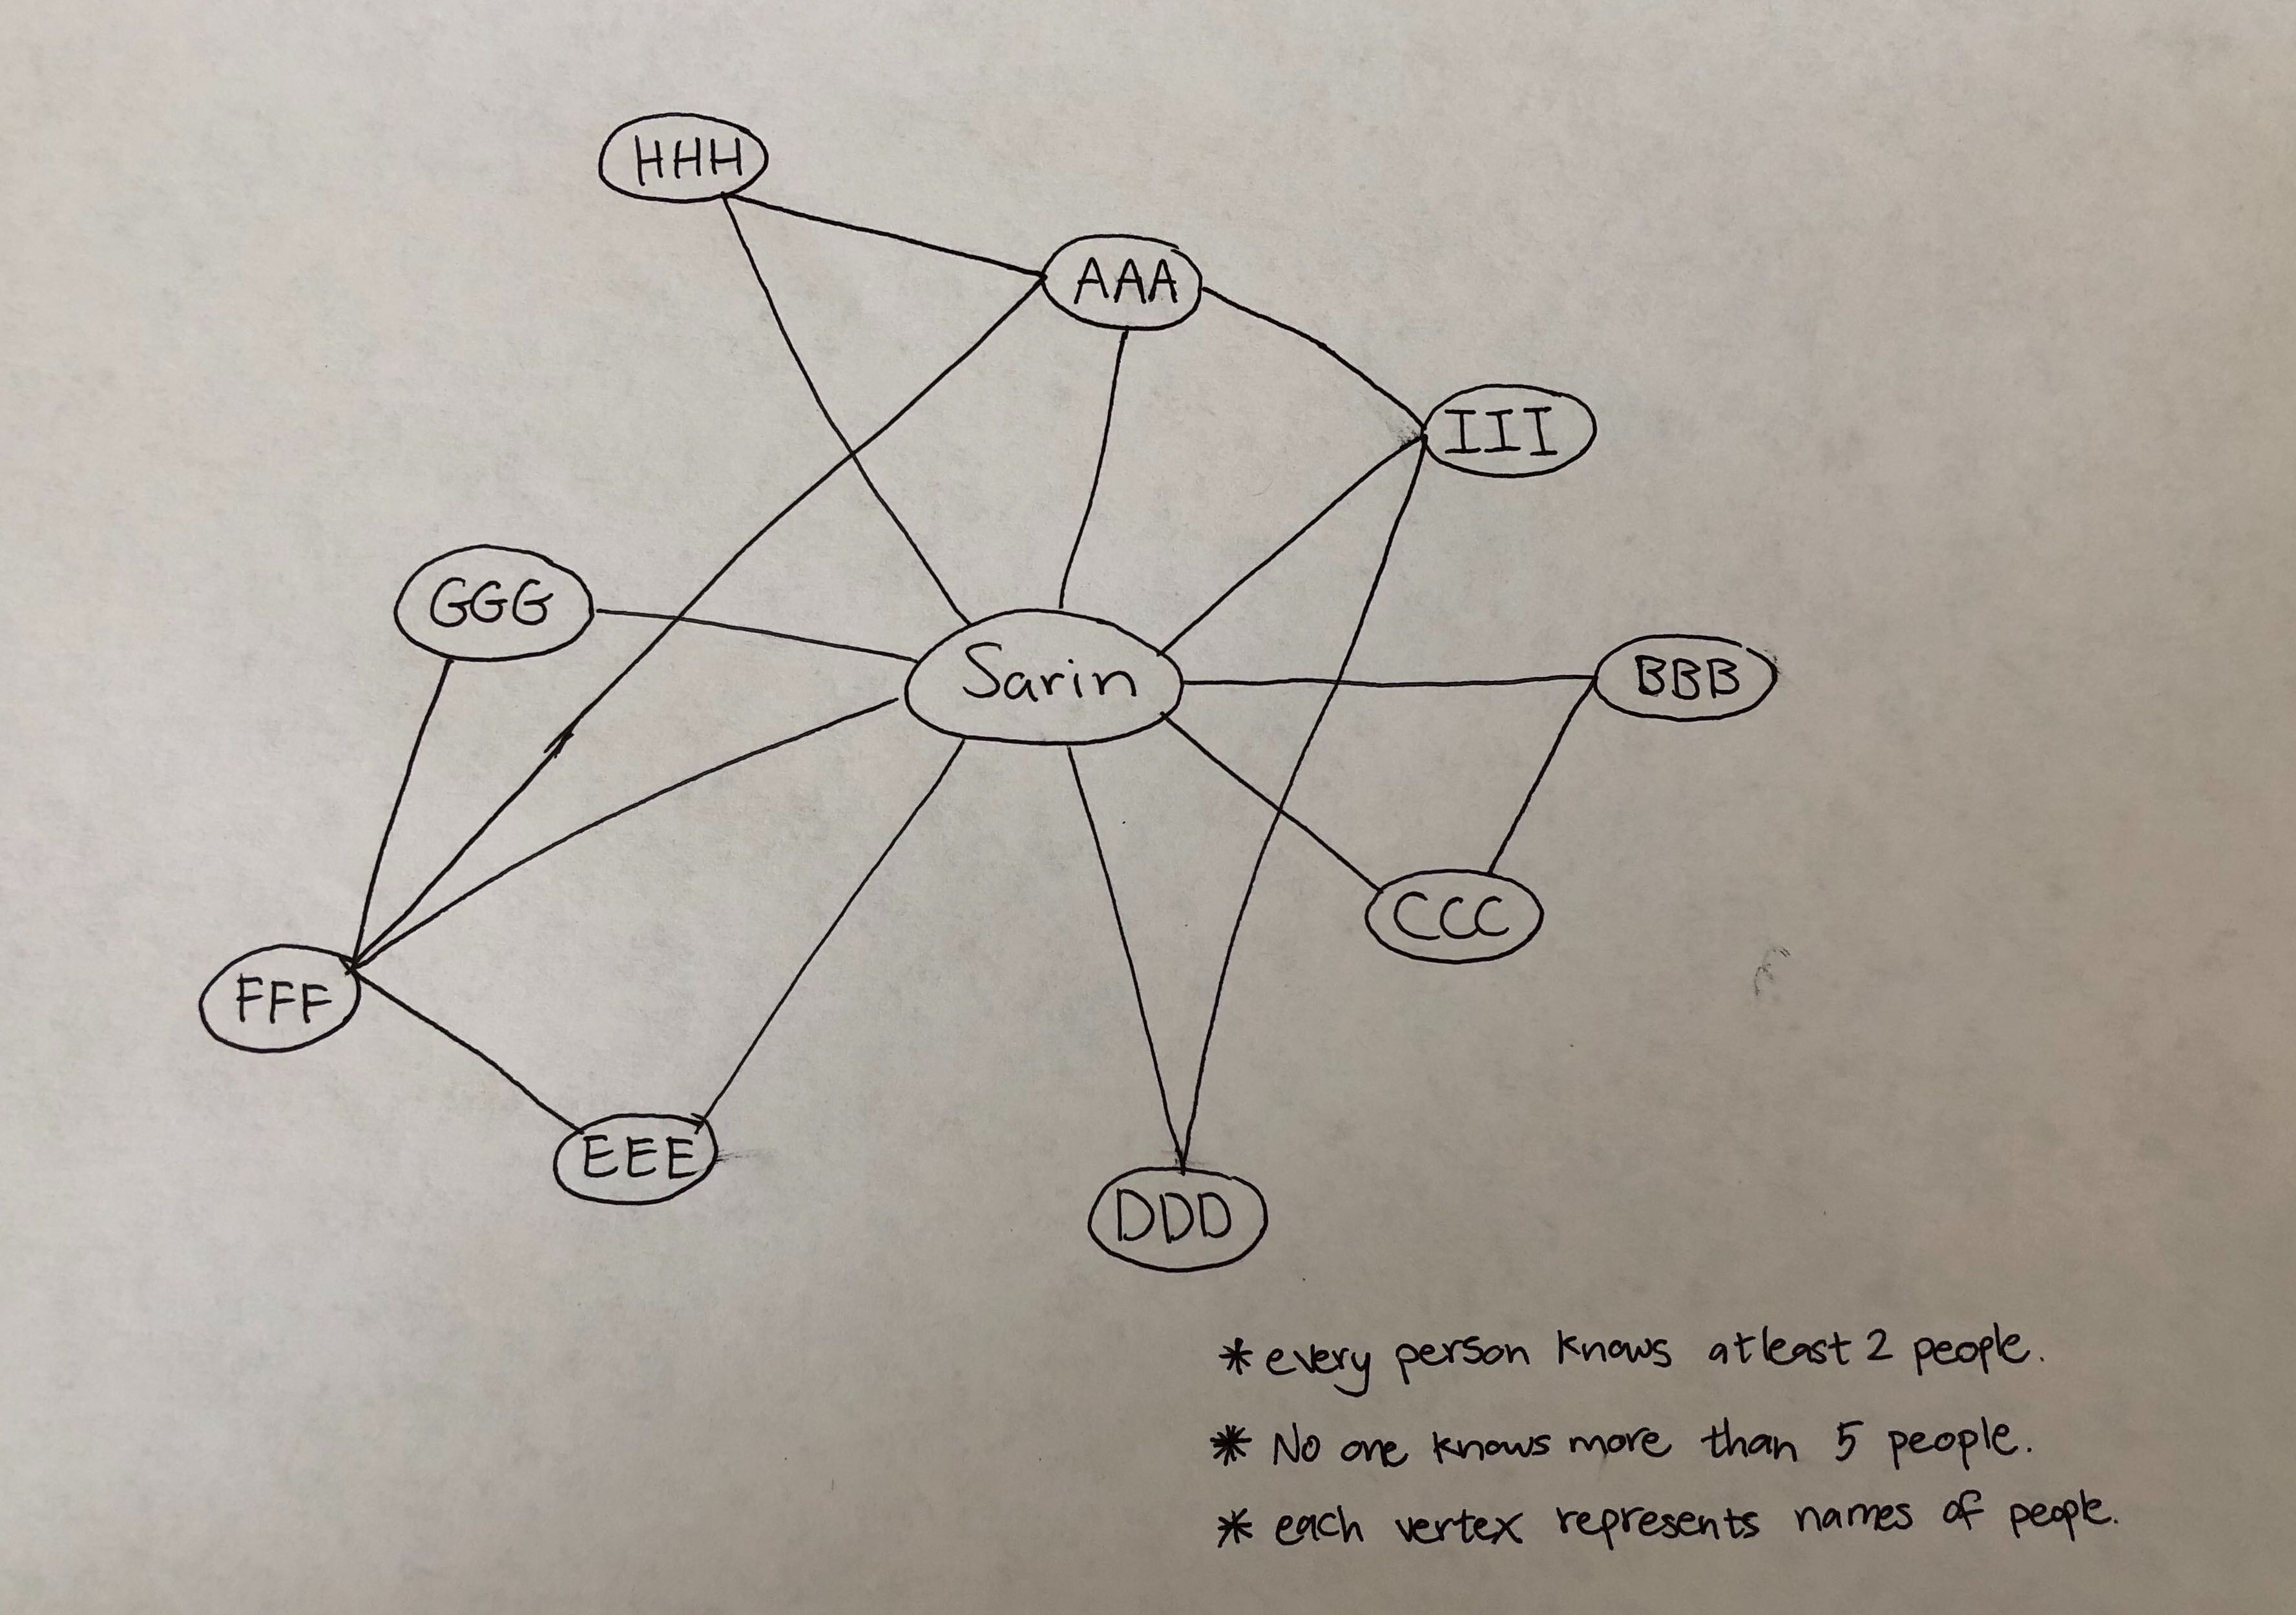 HHH
AAA
III
GGG
Sarin
BBB
CCC
FFF
EEE
DDD
* every person knows atleast 2 people.
* No one knows more than 5 people.
* each vertex represents names of people.